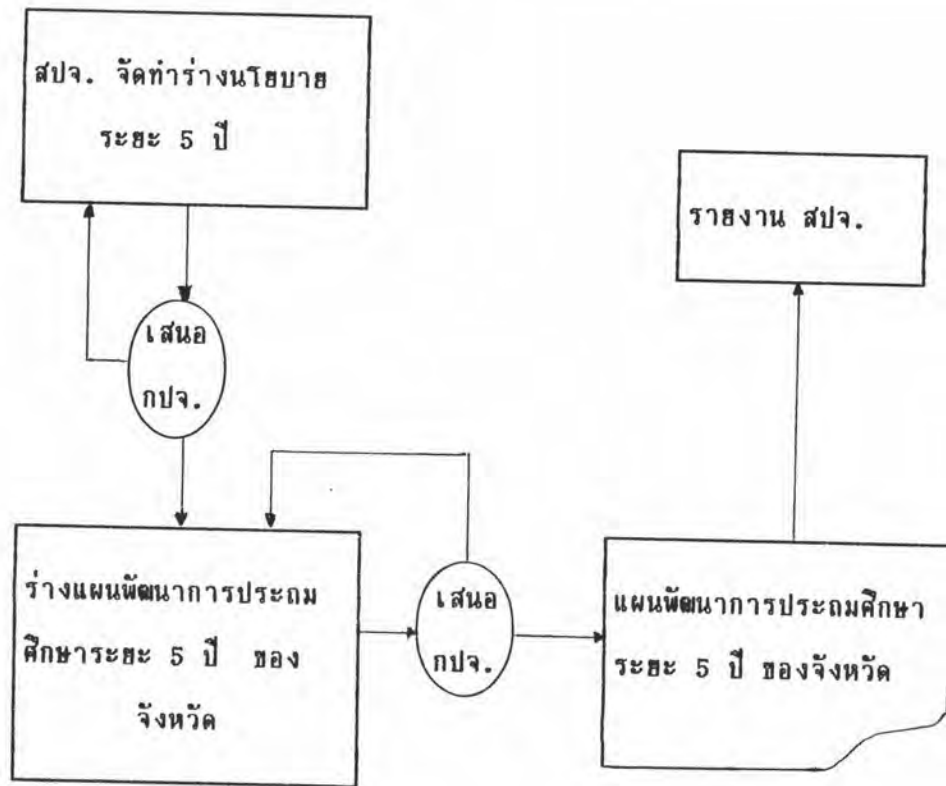 สปจ. จัดทำร่างนโยบาย
ระยะ 5 ปี
เสนอ
กปจ.
ร่างแผนพัฒนาการประถม
ศึกษาระยะ 5 ปี ของ
จังหวัด
เสนอ
กปจ.
แผนพัฒนาการประถมศึกษา
ระยะ 5 ปี ของจังหวัด
รายงาน สปจ.